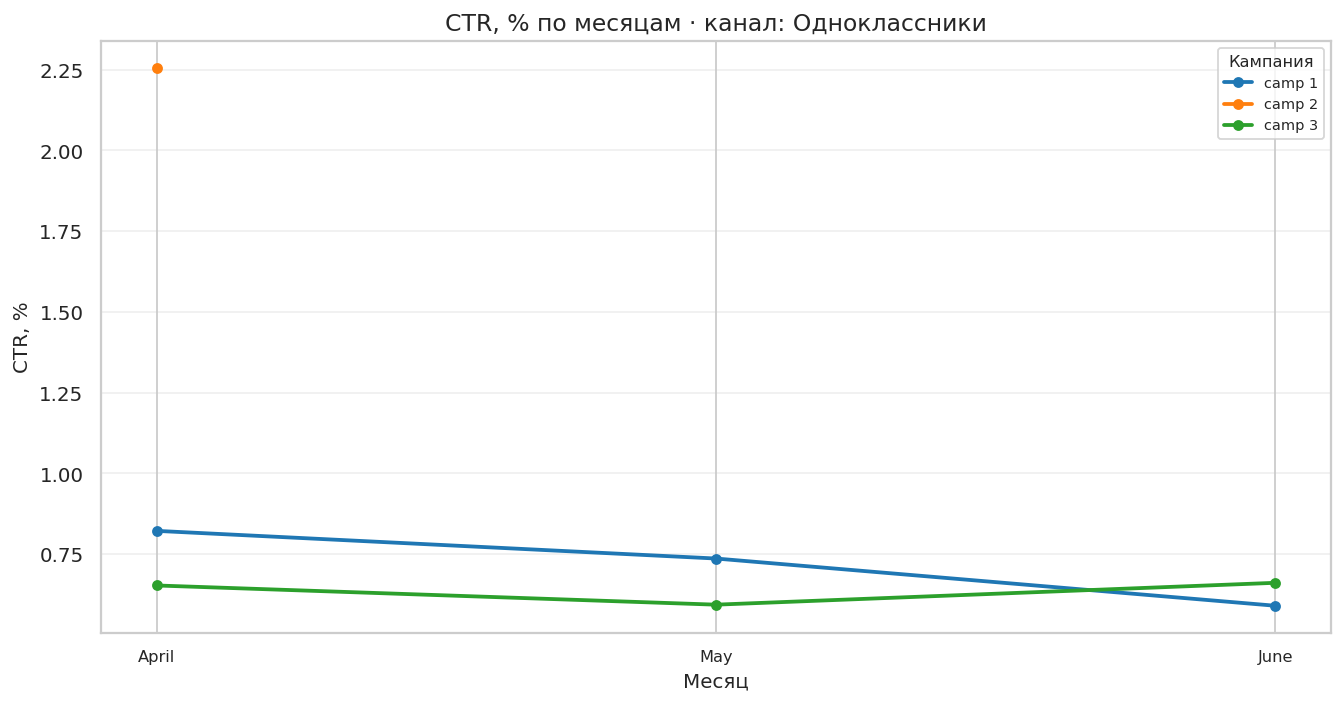 CTR, % по месяцам · канал: Одноклассники
CTR, %
2.25
2.00
1.75
1.50
1.25
1.00
0.75
Кампания
camp 1
camp 2
camp 3
April May June
Месяц